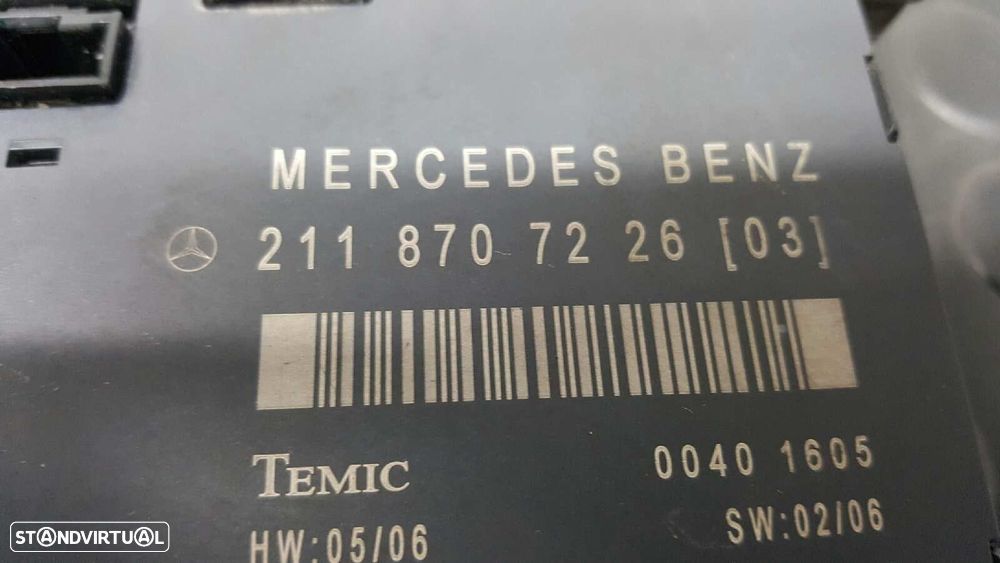 MERCEDES BENZ
211 870 72 26 [03]
TEMIC
0040 1605
HW:05/06
SW:02/06
STANDVIRTUAL